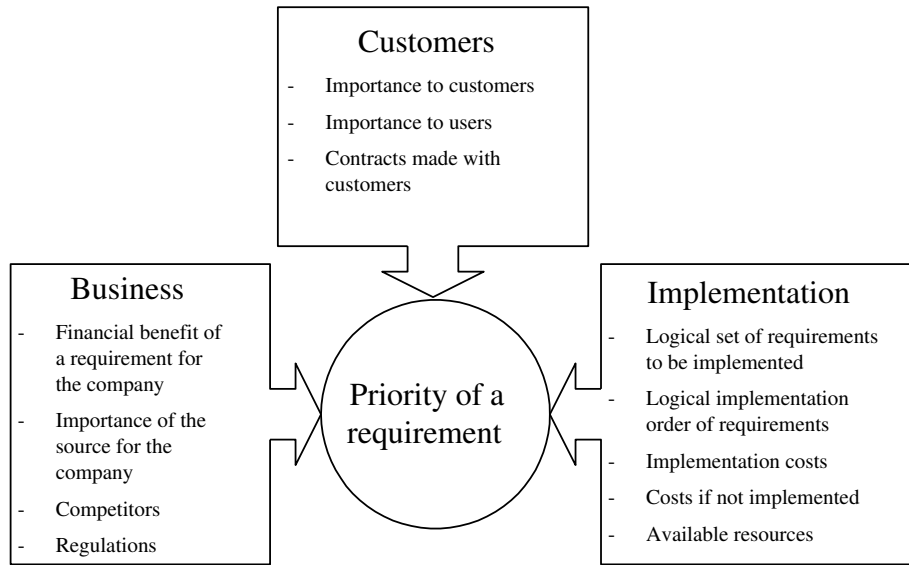 Customers
- Importance to customers
- Importance to users
- Contracts made with
customers
Business
- Financial benefit of
a requirement for
the company
- Importance of the
source for the
company
- Competitors
- Regulations
Priority of a
requirement
Implementation
- Logical set of requirements
to be implemented
- Logical implementation
order of requirements
- Implementation costs
- Costs if not implemented
- Available resources